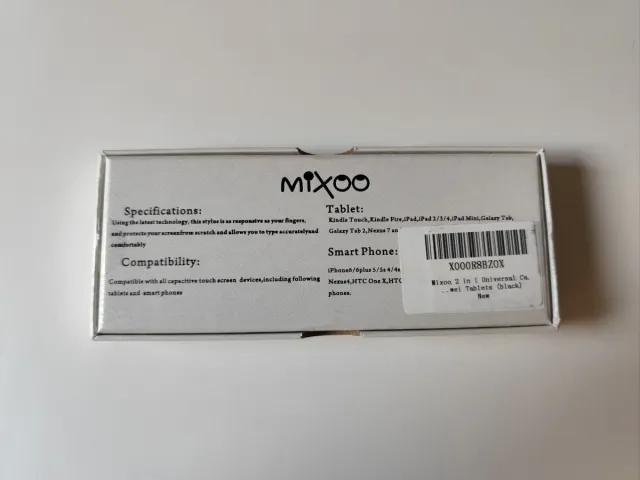 MIXOO
Specifications:
Using the latest technology, this stylus is as responsive as your fingers,
and protects your screenfrom scratch and allows you to type accuratelyand
comfortably
Compatibility:
Compatible with all capacitive touch screen devices,including following
tablets and smart phones
Tablet:
Kindle Touch,Kindle Fire,iPad,iPad 2/3/4,iPad Mini,Galaxy Tab,
Galaxy Tab 2,Nexus 7 an
Smart Phone:
iPhone6/6plus 5/5s 4/4s
Nexus4,HTC One X,HTC
phones.
X000R8BZOX
Mixoo 2 in 1 Universal Ca
...wei Tablets (black)
New